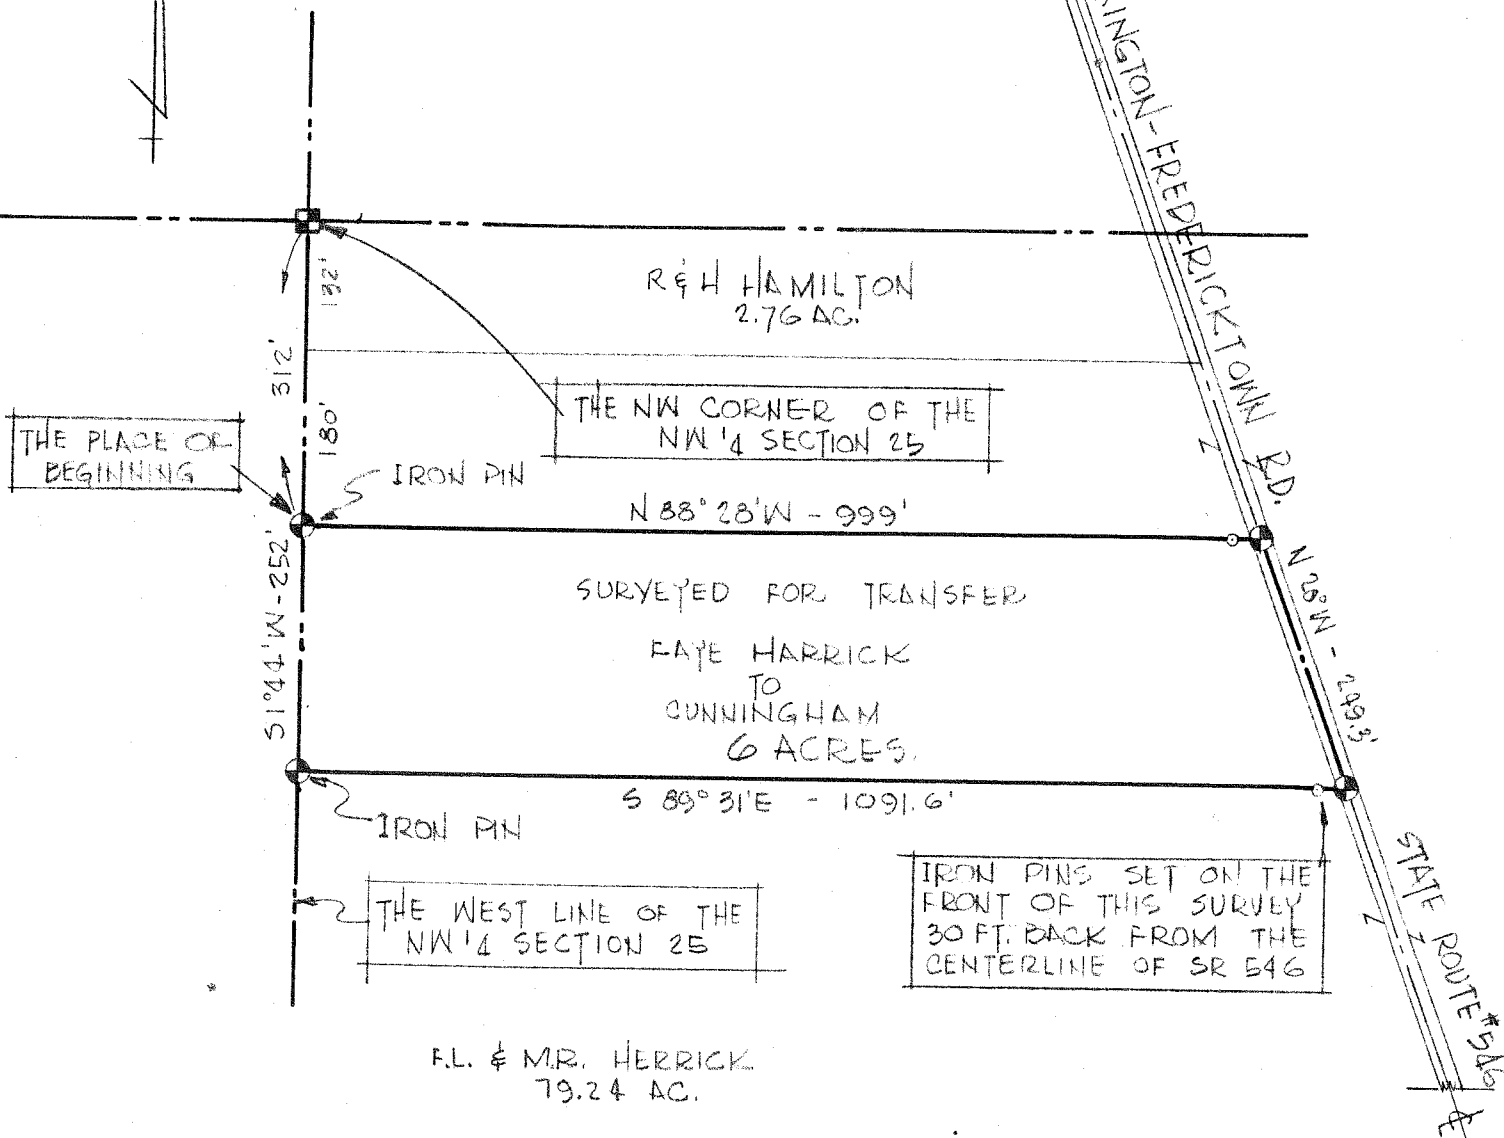 RINGTON-FREDERICKTOWN RD.
R & H HAMILTON
2.76 AC.
132'
312'
180'
THE NW CORNER OF THE
NW 1/4 SECTION 25
THE PLACE OF
BEGINNING
IRON PIN
N 88° 28' W - 999'
S 1° 44' W - 252'
SURVEYED FOR TRANSFER
FAYE HARRICK
TO
CUNNINGHAM
6 ACRES.
N 20° W - 249.3'
S 89° 31' E - 1091.6'
IRON PIN
THE WEST LINE OF THE
NW 1/4 SECTION 25
IRON PINS SET ON THE
FRONT OF THIS SURVEY
30 FT. BACK FROM THE
CENTERLINE OF SR 546
STATE ROUTE #546
F.L. & M.R. HERRICK
79.24 AC.
℄